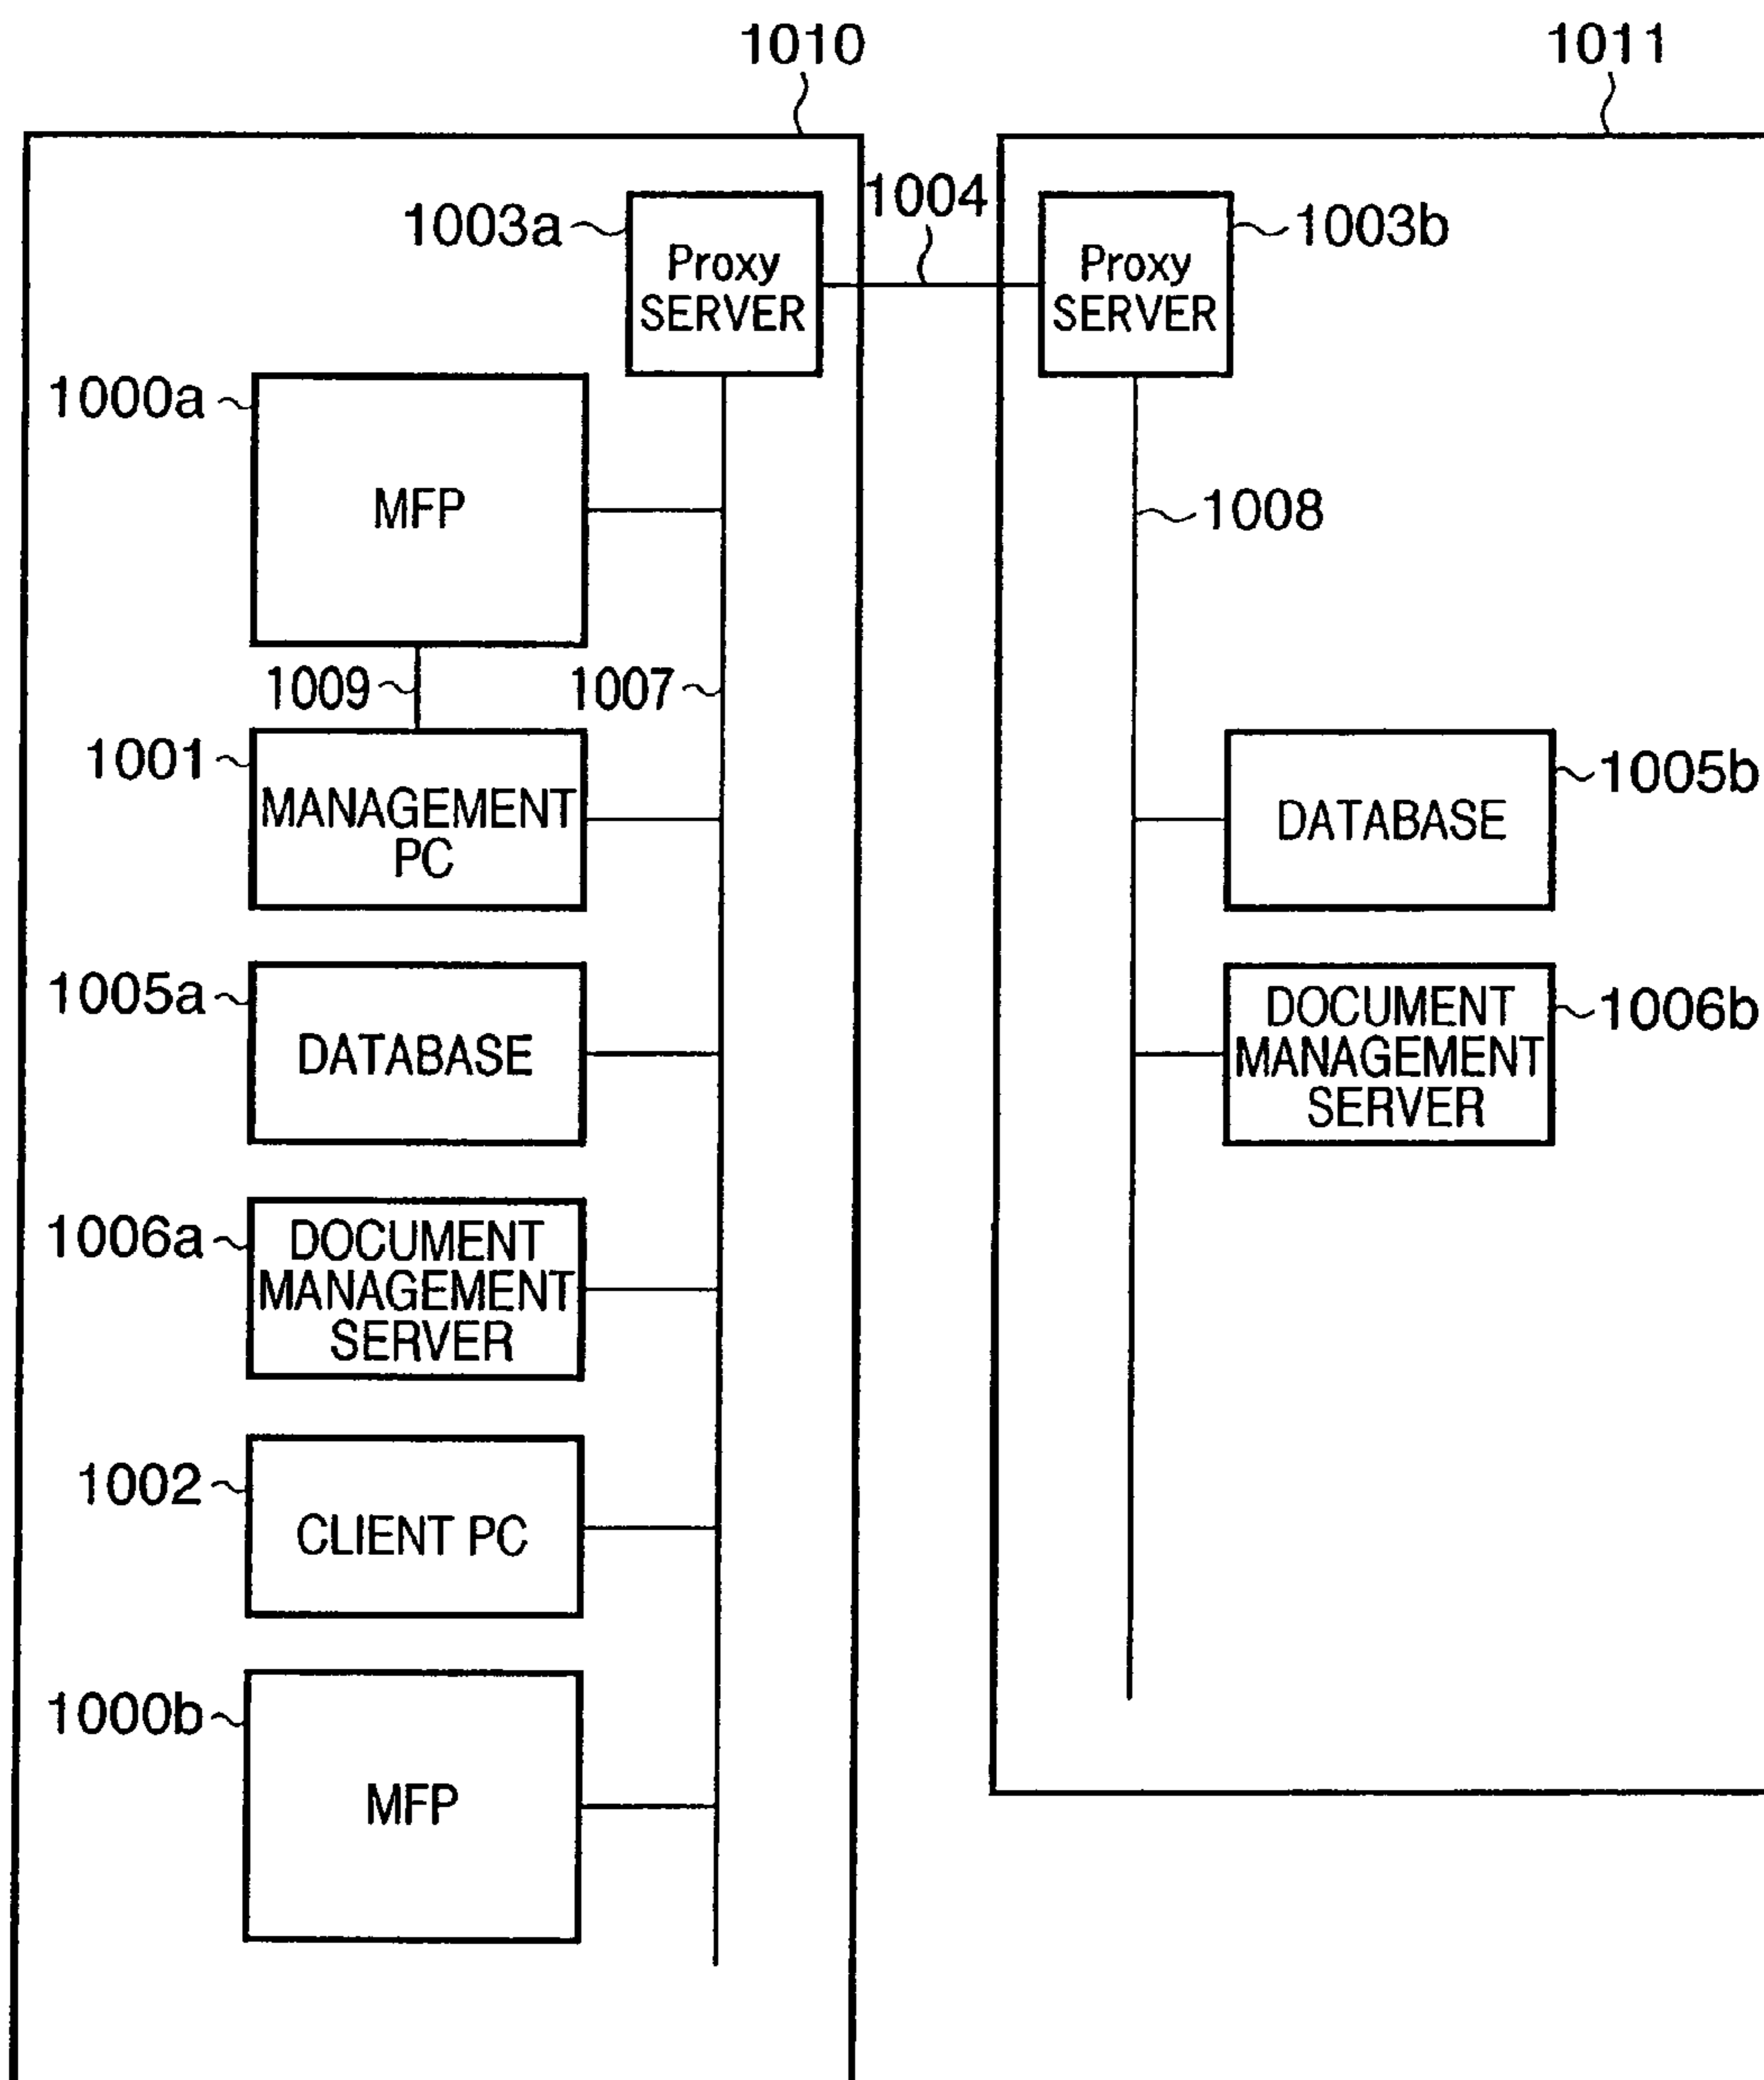 1010
1011
1004
1003a
Proxy
SERVER
Proxy
SERVER
1003b
1000a
MFP
1008
1009
1007
1001
MANAGEMENT
PC
DATABASE
1005b
1005a
DATABASE
DOCUMENT
MANAGEMENT
SERVER
1006b
1006a
DOCUMENT
MANAGEMENT
SERVER
1002
CLIENT PC
1000b
MFP